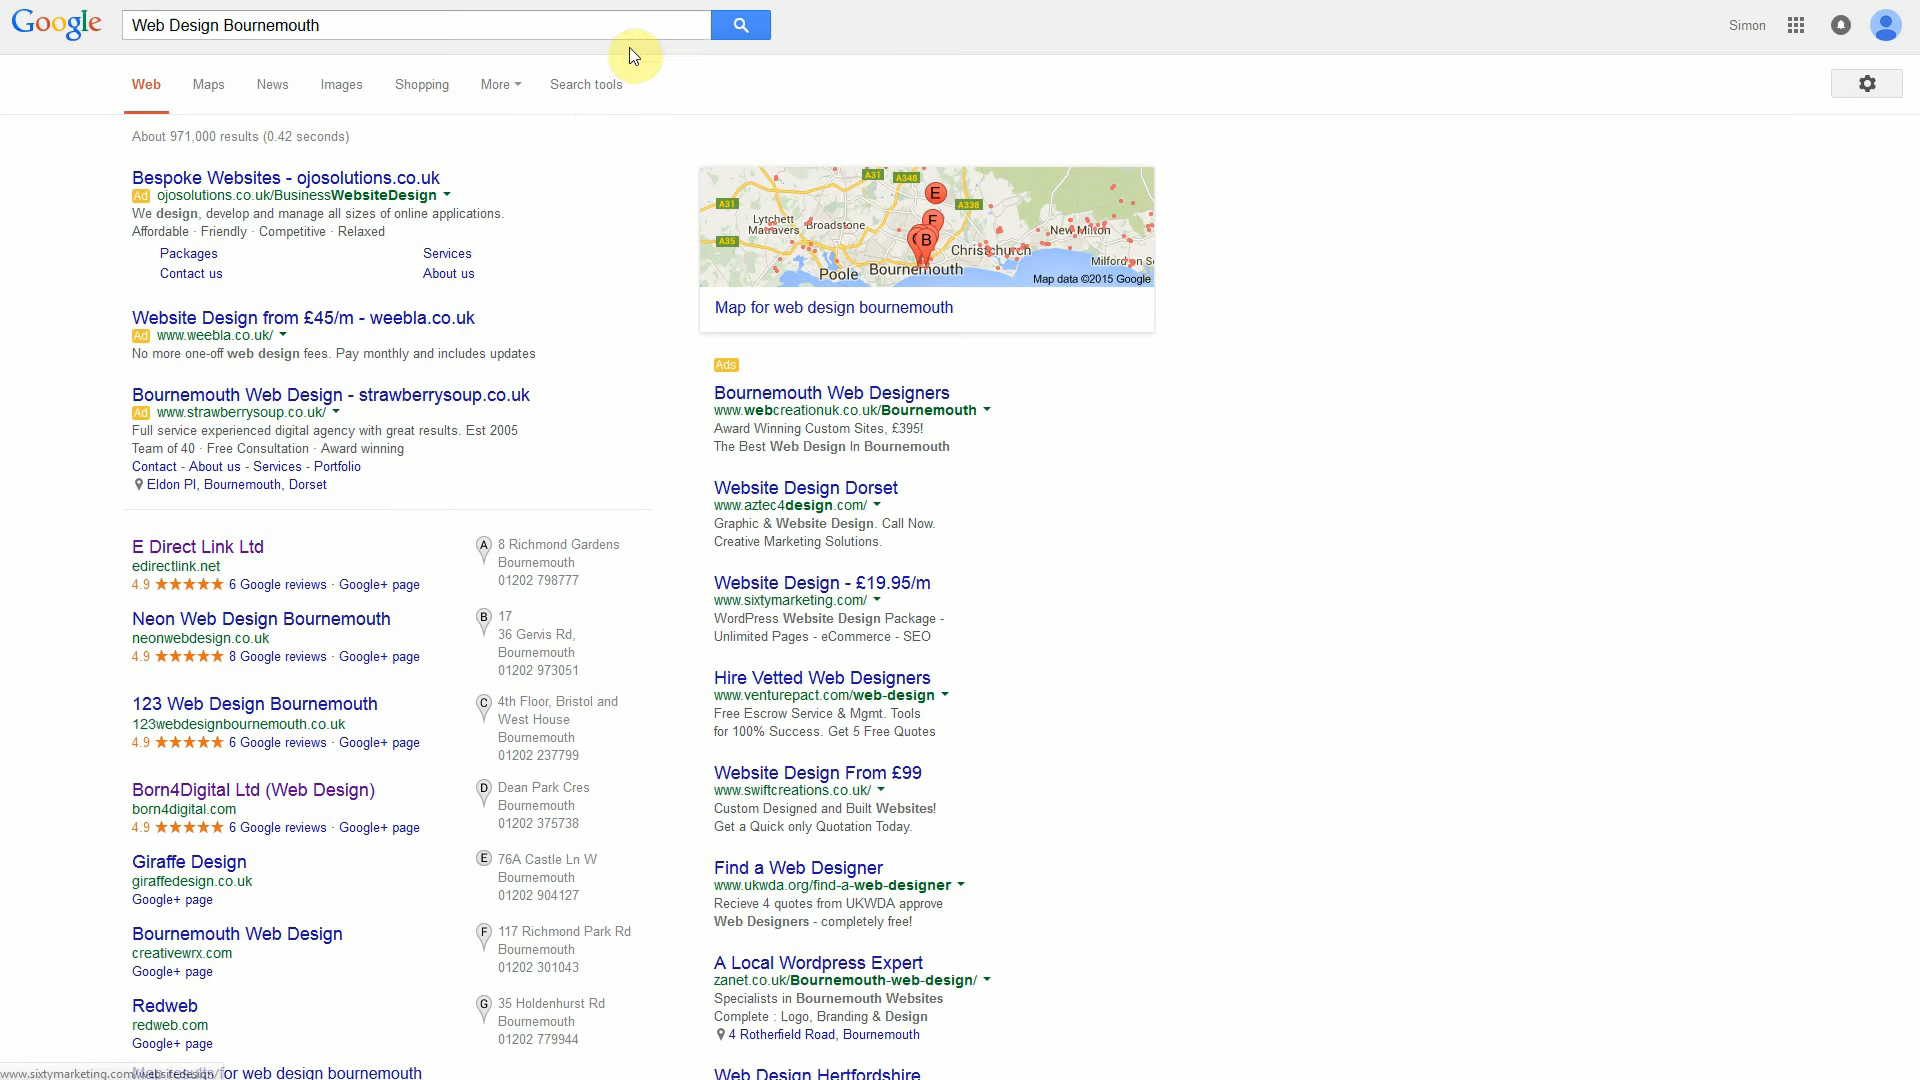 Google
Web Design Bournemouth
Simon
Web
Maps
News
Images
Shopping
More
Search tools
About 971,000 results (0.42 seconds)
Bespoke Websites - ojosolutions.co.uk
Ad ojosolutions.co.uk/BusinessWebsiteDesign
We design, develop and manage all sizes of online applications.
Affordable · Friendly · Competitive · Relaxed
Packages
Services
Contact us
About us
Website Design from £45/m - weebla.co.uk
Ad www.weebla.co.uk/
No more one-off web design fees. Pay monthly and includes updates
Bournemouth Web Design - strawberrysoup.co.uk
Ad www.strawberrysoup.co.uk/
Full service experienced digital agency with great results. Est 2005
Team of 40 · Free Consultation · Award winning
Contact - About us - Services - Portfolio
Eldon Pl, Bournemouth, Dorset
E Direct Link Ltd
edirectlink.net
4.9 6 Google reviews · Google+ page
A 8 Richmond Gardens
Bournemouth
01202 798777
Neon Web Design Bournemouth
neonwebdesign.co.uk
4.9 8 Google reviews · Google+ page
B 17
36 Gervis Rd,
Bournemouth
01202 973051
123 Web Design Bournemouth
123webdesignbournemouth.co.uk
4.9 6 Google reviews · Google+ page
C 4th Floor, Bristol and
West House
Bournemouth
01202 237799
Born4Digital Ltd (Web Design)
born4digital.com
4.9 6 Google reviews · Google+ page
D Dean Park Cres
Bournemouth
01202 375738
Giraffe Design
giraffedesign.co.uk
Google+ page
E 76A Castle Ln W
Bournemouth
01202 904127
Bournemouth Web Design
creativewrx.com
Google+ page
F 117 Richmond Park Rd
Bournemouth
01202 301043
Redweb
redweb.com
Google+ page
G 35 Holdenhurst Rd
Bournemouth
01202 779944
www.sixtymarketing.com/websitedesign/
for web design bournemouth
A31
A348
E
A31
A338
Lytchett
Matravers
Broadstone
F
New Milton
A35
B
Christchurch
Milford on S
Poole
Bournemouth
Map data ©2015 Google
Map for web design bournemouth
Ads
Bournemouth Web Designers
www.webcreationuk.co.uk/Bournemouth
Award Winning Custom Sites, £395!
The Best Web Design In Bournemouth
Website Design Dorset
www.aztec4design.com/
Graphic & Website Design. Call Now.
Creative Marketing Solutions.
Website Design - £19.95/m
www.sixtymarketing.com/
WordPress Website Design Package -
Unlimited Pages - eCommerce - SEO
Hire Vetted Web Designers
www.venturepact.com/web-design
Free Escrow Service & Mgmt. Tools
for 100% Success. Get 5 Free Quotes
Website Design From £99
www.swiftcreations.co.uk/
Custom Designed and Built Websites!
Get a Quick only Quotation Today.
Find a Web Designer
www.ukwda.org/find-a-web-designer
Recieve 4 quotes from UKWDA approve
Web Designers - completely free!
A Local Wordpress Expert
zanet.co.uk/Bournemouth-web-design/
Specialists in Bournemouth Websites
Complete : Logo, Branding & Design
4 Rotherfield Road, Bournemouth
Web Design Hertfordshire